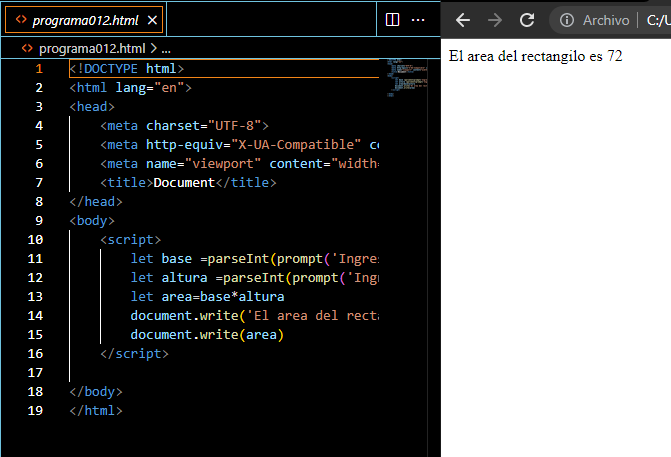 <> programa012.html ×
<> programa012.html > ...
1 <!DOCTYPE html>
2 <html lang="en">
3 <head>
4 <meta charset="UTF-8">
5 <meta http-equiv="X-UA-Compatible" co
6 <meta name="viewport" content="width=
7 <title>Document</title>
8 </head>
9 <body>
10 <script>
11 let base =parseInt(prompt('Ingres
12 let altura =parseInt(prompt('Ing
13 let area=base*altura
14 document.write('El area del recta
15 document.write(area)
16 </script>
17
18 </body>
19 </html>
Archivo | C:/U
El area del rectangilo es 72